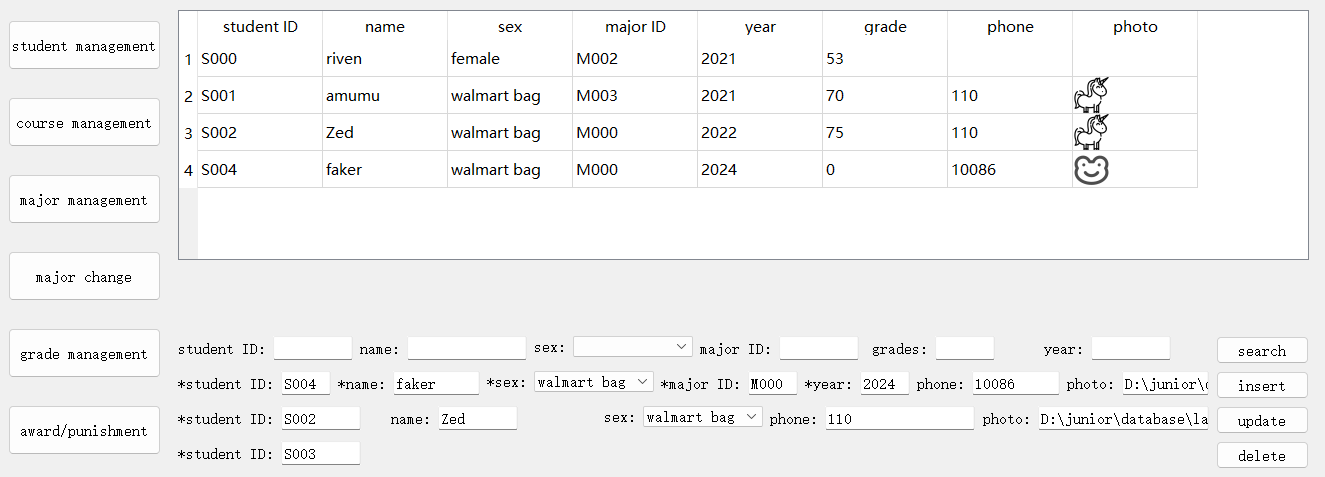 student management
course management
major management
major change
grade management
award/punishment
student ID name sex major ID year grade phone photo
1 S000 riven female M002 2021 53
2 S001 amumu walmart bag M003 2021 70 110
3 S002 Zed walmart bag M000 2022 75 110
4 S004 faker walmart bag M000 2024 0 10086
student ID: name: sex: major ID: grades: year: search
*student ID: S004 *name: faker *sex: walmart bag *major ID: M000 *year: 2024 phone: 10086 photo: D:\junior\ insert
*student ID: S002 name: Zed sex: walmart bag phone: 110 photo: D:\junior\database\la update
*student ID: S003 delete